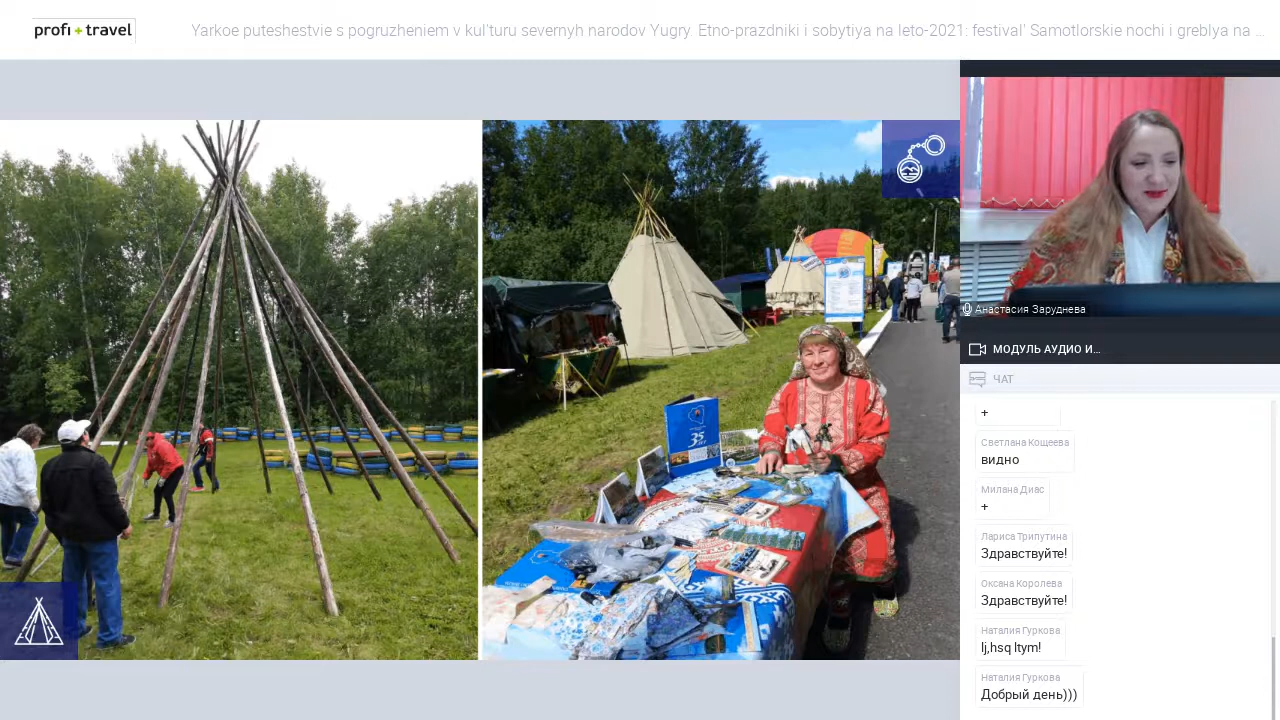 profi + travel
Yarkoe puteshestvie s pogruzheniem v kul'turu severnyh narodov Yugry. Etno-prazdniki i sobytiya na leto-2021: festival' Samotlorskie nochi i greblya na ...
35
Анастасия Заруднева
МОДУЛЬ АУДИО И...
ЧАТ
+
Светлана Кощеева
видно
Милана Диас
+
Лариса Трипутина
Здравствуйте!
Оксана Королева
Здравствуйте!
Наталия Гуркова
lj,hsq ltym!
Наталия Гуркова
Добрый день)))